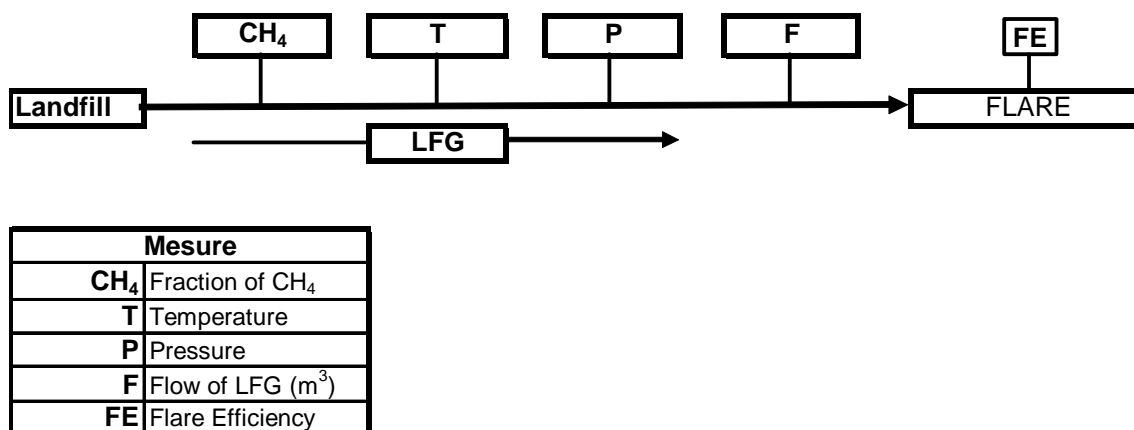 CH₄ T P F FE
Landfill FLARE
LFG
Mesure
CH₄ Fraction of CH₄
T Temperature
P Pressure
F Flow of LFG (m³)
FE Flare Efficiency